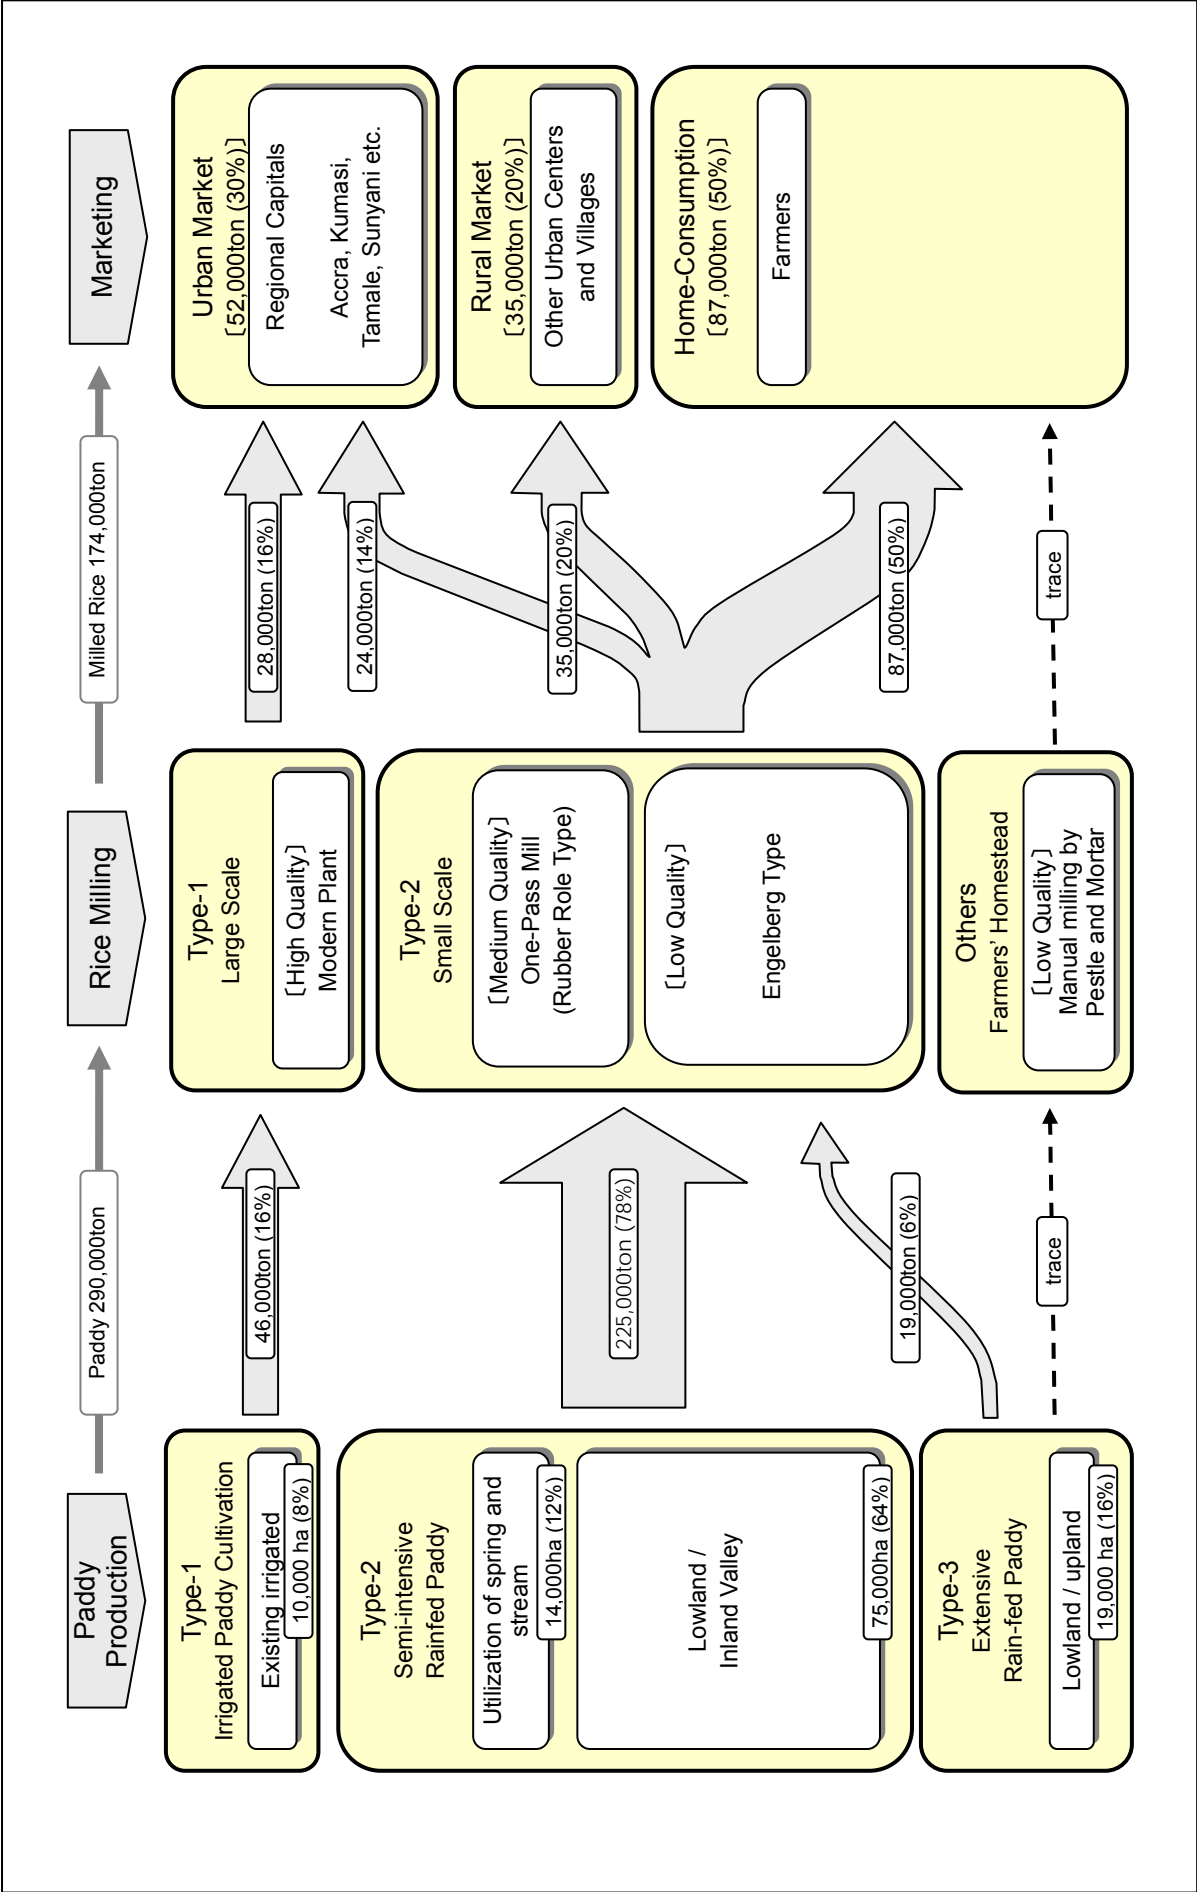 Paddy
Production
Paddy 290,000ton
Rice Milling
Milled Rice 174,000ton
Marketing
Type-1
Irrigated Paddy Cultivation
Existing irrigated
10,000 ha (8%)
Type-2
Semi-intensive
Rainfed Paddy
Utilization of spring and
stream
14,000ha (12%)
Lowland /
Inland Valley
75,000ha (64%)
Type-3
Extensive
Rain-fed Paddy
Lowland / upland
19,000 ha (16%)
46,000ton (16%)
225,000ton (78%)
19,000ton (6%)
trace
Type-1
Large Scale
[High Quality]
Modern Plant
Type-2
Small Scale
[Medium Quality]
One-Pass Mill
(Rubber Role Type)
[Low Quality]
Engelberg Type
Others
Farmers' Homestead
[Low Quality]
Manual milling by
Pestle and Mortar
28,000ton (16%)
24,000ton (14%)
35,000ton (20%)
87,000ton (50%)
trace
Urban Market
[52,000ton (30%)]
Regional Capitals
Accra, Kumasi,
Tamale, Sunyani etc.
Rural Market
[35,000ton (20%)]
Other Urban Centers
and Villages
Home-Consumption
[87,000ton (50%)]
Farmers